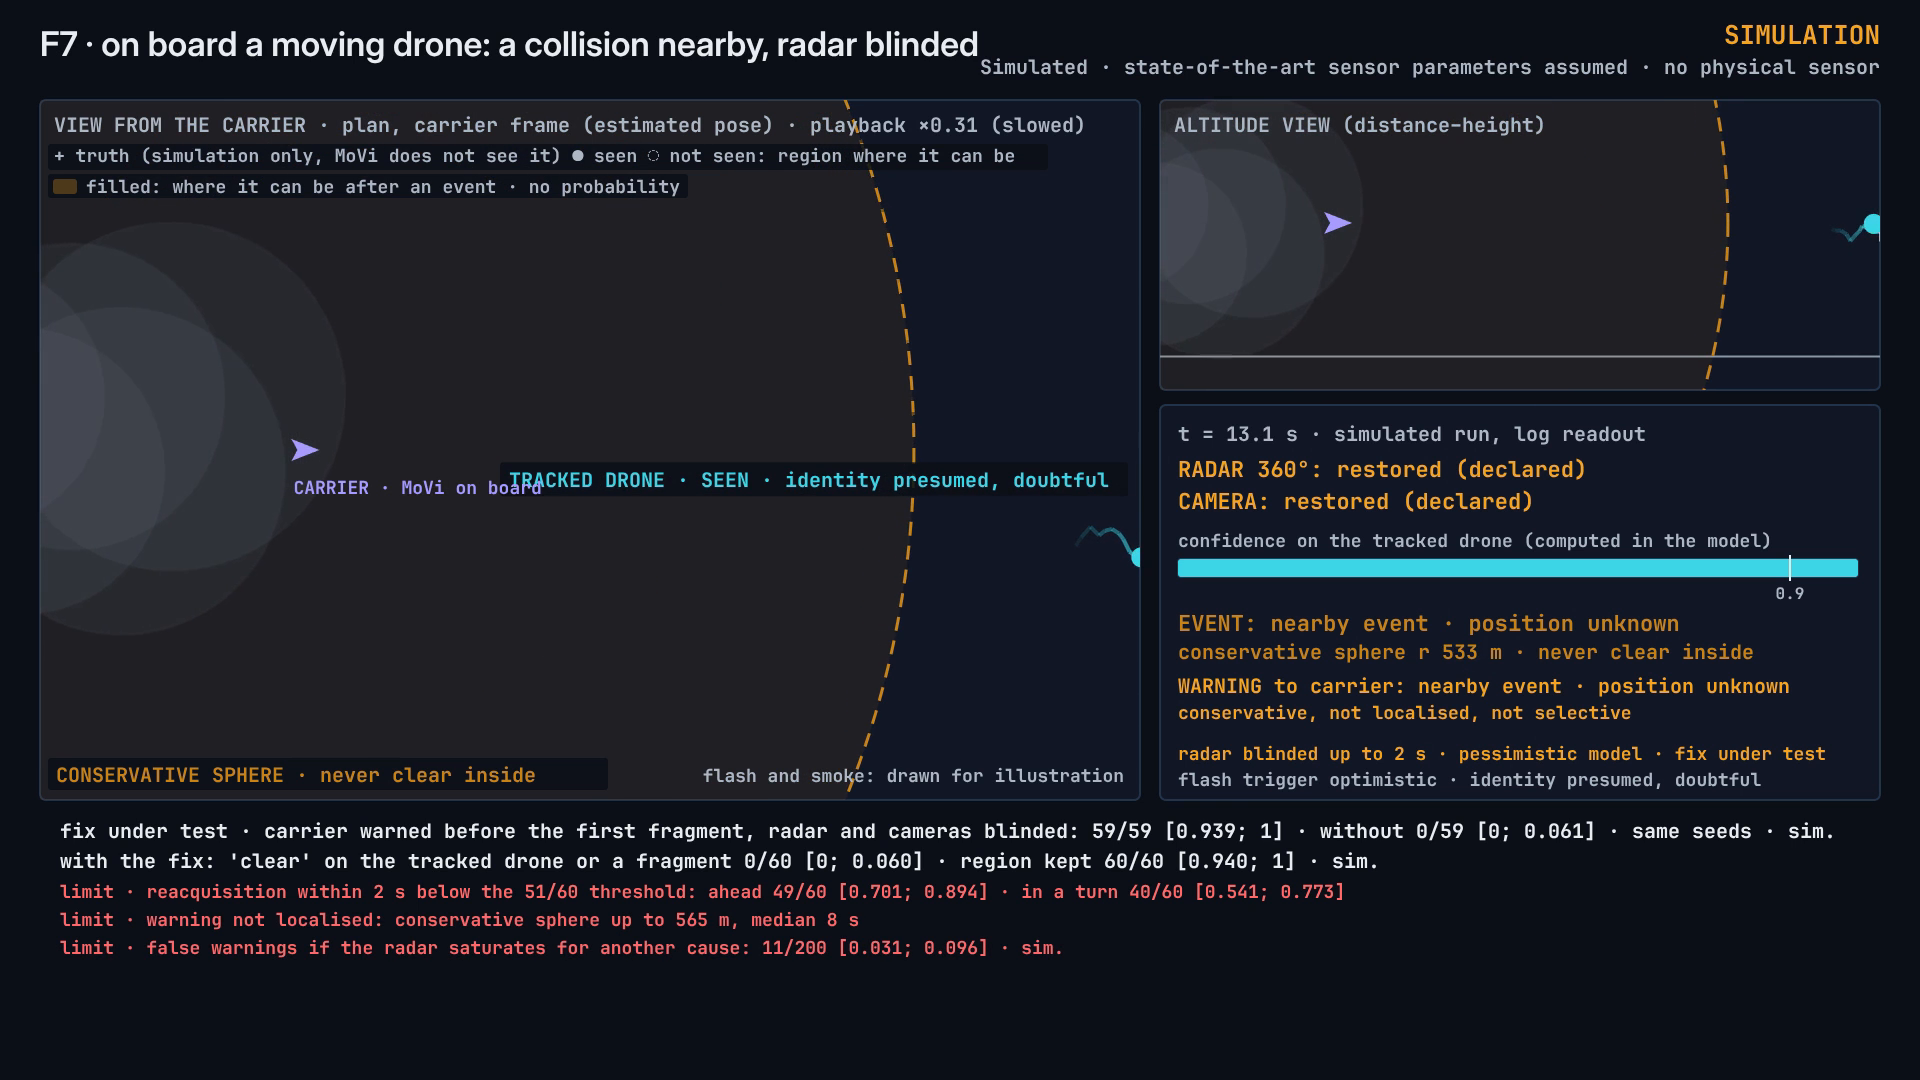 F7 · on board a moving drone: a collision nearby, radar blinded
SIMULATION
Simulated · state-of-the-art sensor parameters assumed · no physical sensor
VIEW FROM THE CARRIER · plan, carrier frame (estimated pose) · playback ×0.31 (slowed)
+ truth (simulation only, MoVi does not see it) ● seen ◌ not seen: region where it can be
filled: where it can be after an event · no probability
TRACKED DRONE · SEEN · identity presumed, doubtful
CARRIER · MoVi on board
CONSERVATIVE SPHERE · never clear inside
flash and smoke: drawn for illustration
ALTITUDE VIEW (distance-height)
t = 13.1 s · simulated run, log readout
RADAR 360°: restored (declared)
CAMERA: restored (declared)
confidence on the tracked drone (computed in the model)
0.9
EVENT: nearby event · position unknown
conservative sphere r 533 m · never clear inside
WARNING to carrier: nearby event · position unknown
conservative, not localised, not selective
radar blinded up to 2 s · pessimistic model · fix under test
flash trigger optimistic · identity presumed, doubtful
fix under test · carrier warned before the first fragment, radar and cameras blinded: 59/59 [0.939; 1] · without 0/59 [0; 0.061] · same seeds · sim.
with the fix: 'clear' on the tracked drone or a fragment 0/60 [0; 0.060] · region kept 60/60 [0.940; 1] · sim.
limit · reacquisition within 2 s below the 51/60 threshold: ahead 49/60 [0.701; 0.894] · in a turn 40/60 [0.541; 0.773]
limit · warning not localised: conservative sphere up to 565 m, median 8 s
limit · false warnings if the radar saturates for another cause: 11/200 [0.031; 0.096] · sim.